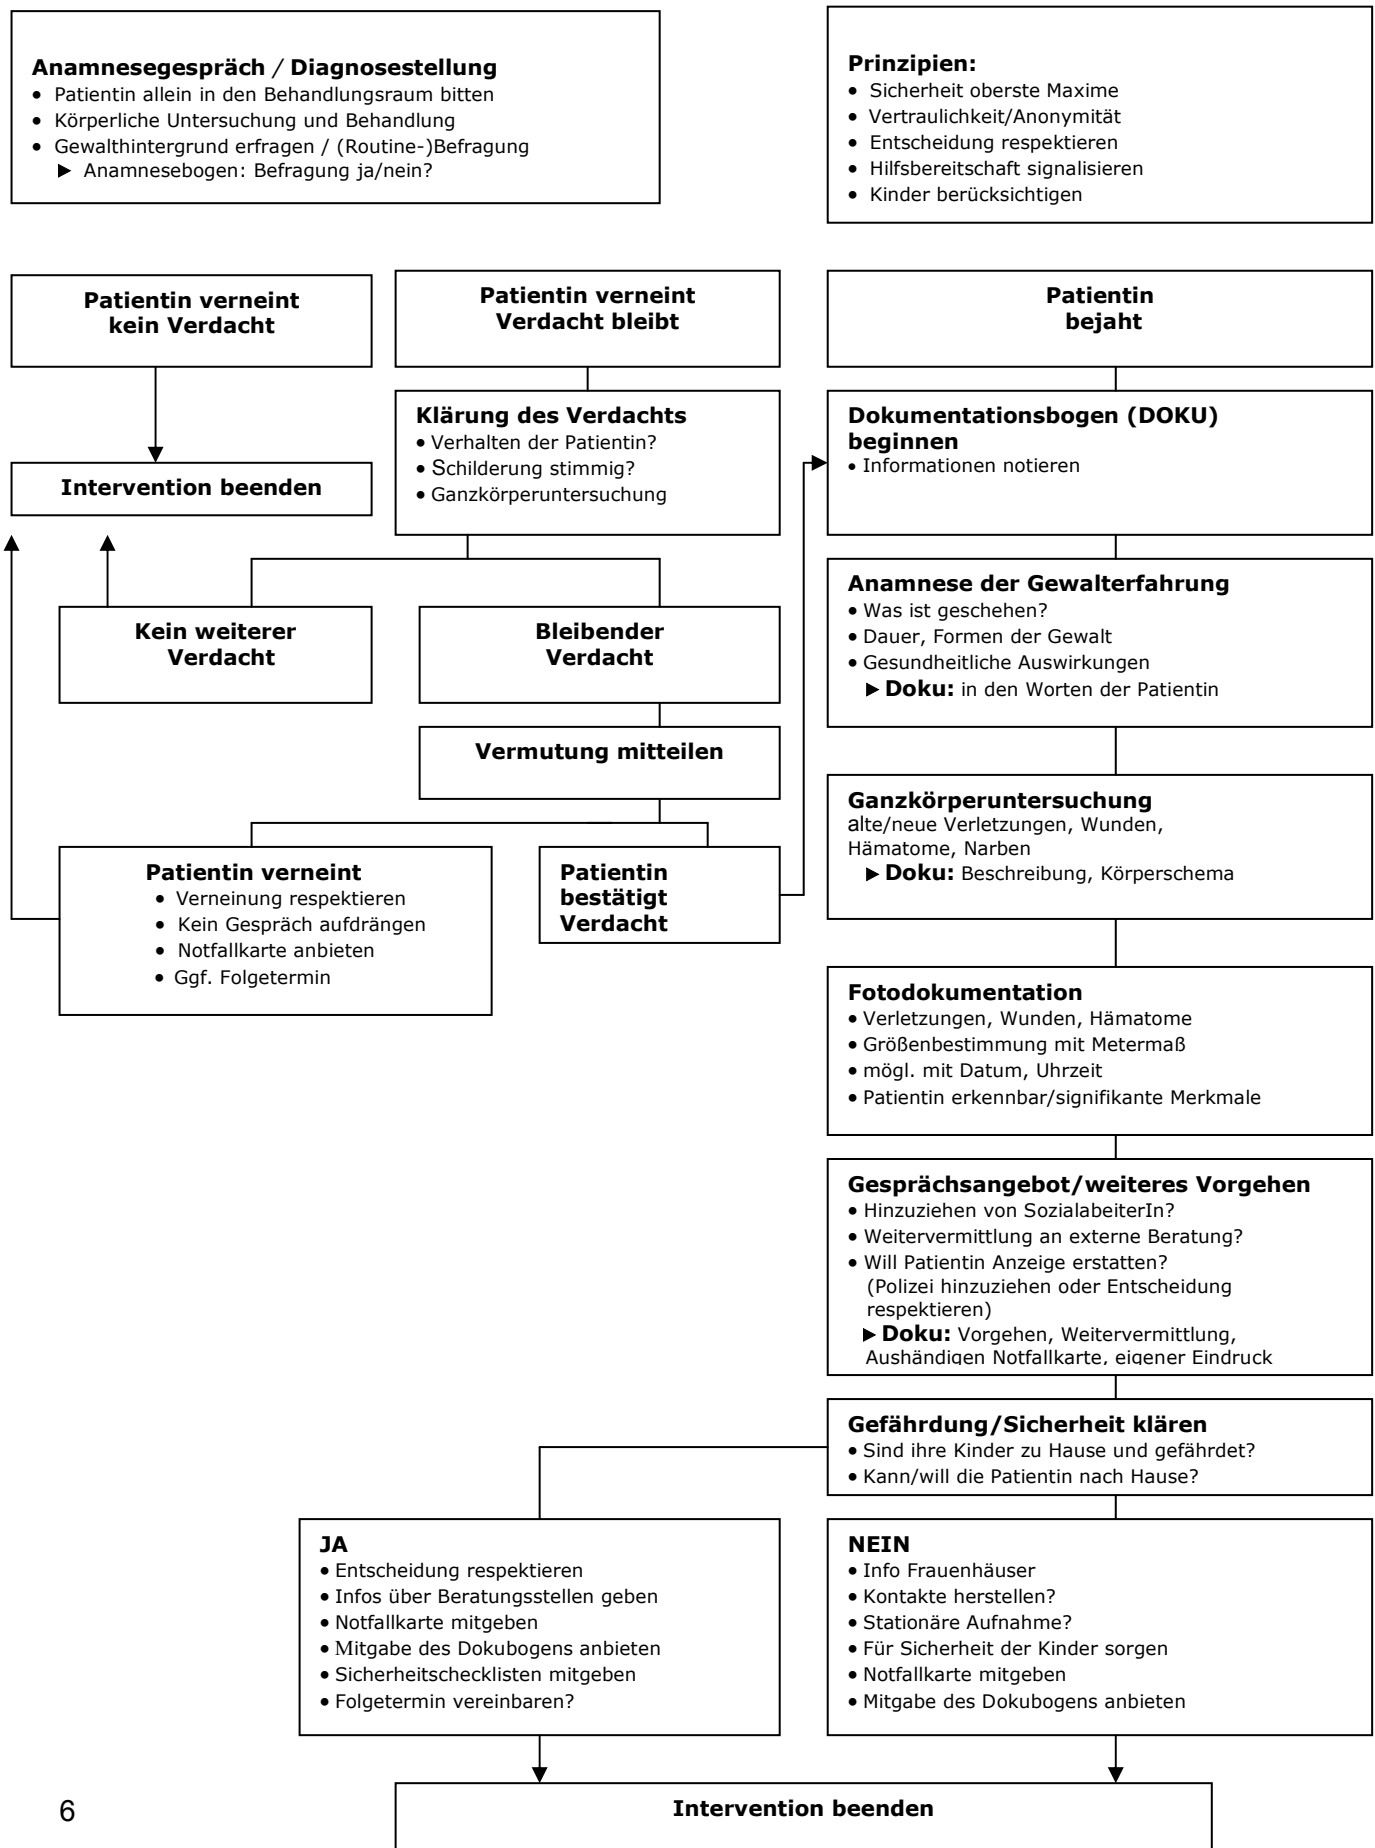 Anamnesegespräch / Diagnosestellung
• Patientin allein in den Behandlungsraum bitten
• Körperliche Untersuchung und Behandlung
• Gewalthintergrund erfragen / (Routine-)Befragung
► Anamnesebogen: Befragung ja/nein?
Prinzipien:
• Sicherheit oberste Maxime
• Vertraulichkeit/Anonymität
• Entscheidung respektieren
• Hilfsbereitschaft signalisieren
• Kinder berücksichtigen
Patientin verneint
kein Verdacht
Patientin verneint
Verdacht bleibt
Patientin
bejaht
Intervention beenden
Klärung des Verdachts
• Verhalten der Patientin?
• Schilderung stimmig?
• Ganzkörperuntersuchung
Dokumentationsbogen (DOKU)
beginnen
• Informationen notieren
Kein weiterer
Verdacht
Bleibender
Verdacht
Anamnese der Gewalterfahrung
• Was ist geschehen?
• Dauer, Formen der Gewalt
• Gesundheitliche Auswirkungen
► Doku: in den Worten der Patientin
Vermutung mitteilen
Ganzkörperuntersuchung
alte/neue Verletzungen, Wunden,
Hämatome, Narben
► Doku: Beschreibung, Körperschema
Patientin verneint
• Verneinung respektieren
• Kein Gespräch aufdrängen
• Notfallkarte anbieten
• Ggf. Folgetermin
Patientin
bestätigt
Verdacht
Fotodokumentation
• Verletzungen, Wunden, Hämatome
• Größenbestimmung mit Metermaß
• mögl. mit Datum, Uhrzeit
• Patientin erkennbar/signifikante Merkmale
Gesprächsangebot/weiteres Vorgehen
• Hinzuziehen von SozialabeiterIn?
• Weitervermittlung an externe Beratung?
• Will Patientin Anzeige erstatten?
(Polizei hinzuziehen oder Entscheidung
respektieren)
► Doku: Vorgehen, Weitervermittlung,
Aushändigen Notfallkarte, eigener Eindruck
Gefährdung/Sicherheit klären
• Sind ihre Kinder zu Hause und gefährdet?
• Kann/will die Patientin nach Hause?
JA
• Entscheidung respektieren
• Infos über Beratungsstellen geben
• Notfallkarte mitgeben
• Mitgabe des Dokubogens anbieten
• Sicherheitschecklisten mitgeben
• Folgetermin vereinbaren?
NEIN
• Info Frauenhäuser
• Kontakte herstellen?
• Stationäre Aufnahme?
• Für Sicherheit der Kinder sorgen
• Notfallkarte mitgeben
• Mitgabe des Dokubogens anbieten
Intervention beenden
6